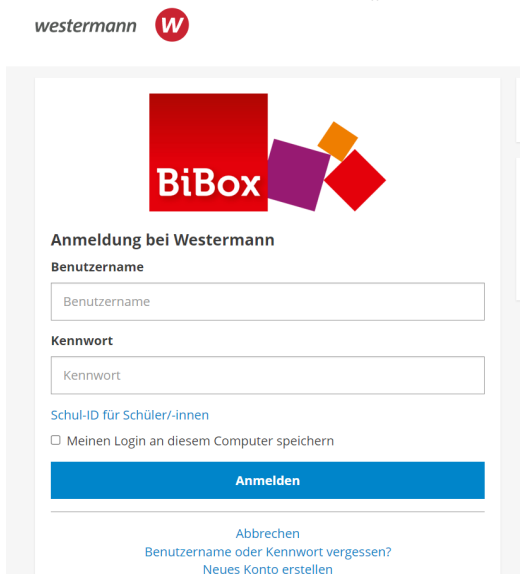 westermann W
BiBox
Anmeldung bei Westermann
Benutzername
Benutzername
Kennwort
Kennwort
Schul-ID für Schüler/-innen
Meinen Login an diesem Computer speichern
Anmelden
Abbrechen
Benutzername oder Kennwort vergessen?
Neues Konto erstellen